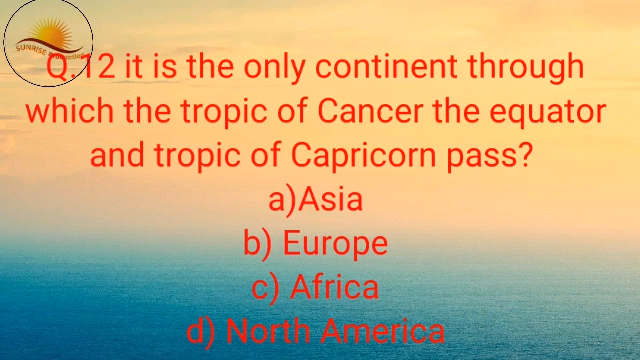 SUNRISE Production
Q.12 it is the only continent through
which the tropic of Cancer the equator
and tropic of Capricorn pass?
a)Asia
b) Europe
c) Africa
d) North America